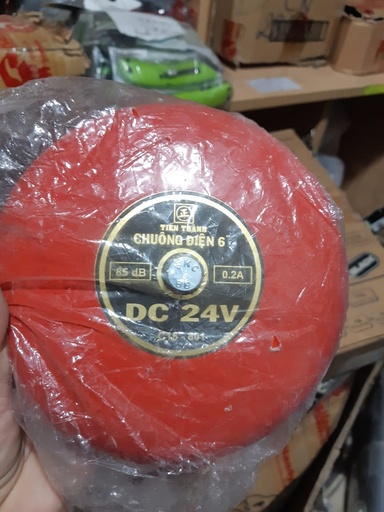 TIẾN THÀNH
CHUÔNG ĐIỆN 6
85 dB
0.2A
DC 24V